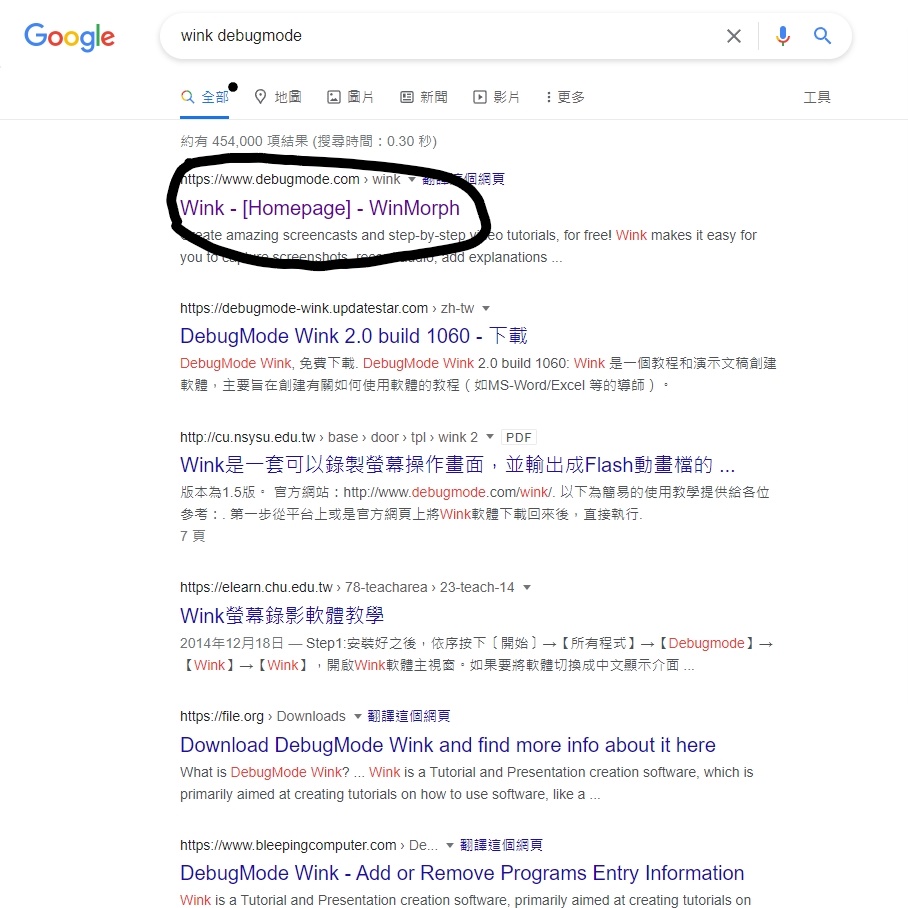 Google
wink debugmode
全部 地圖 圖片 新聞 影片 更多 工具
約有 454,000 項結果 (搜尋時間：0.30 秒)
https://www.debugmode.com › wink 翻譯這個網頁
Wink - [Homepage] - WinMorph
Create amazing screencasts and step-by-step video tutorials, for free! Wink makes it easy for
you to capture screenshots, record audio, add explanations ...
https://debugmode-wink.updatestar.com › zh-tw
DebugMode Wink 2.0 build 1060 - 下載
DebugMode Wink, 免費下載. DebugMode Wink 2.0 build 1060: Wink 是一個教程和演示文稿創建
軟體，主要旨在創建有關如何使用軟體的教程（如MS-Word/Excel 等的導師）。
http://cu.nsysu.edu.tw › base › door › tpl › wink 2 PDF
Wink是一套可以錄製螢幕操作畫面，並輸出成Flash動畫檔的 ...
版本為1.5版。 官方網站：http://www.debugmode.com/wink/. 以下為簡易的使用教學提供給各位
參考：. 第一步從平台上或是官方網頁上將Wink軟體下載回來後，直接執行.
7 頁
https://elearn.chu.edu.tw › 78-teacharea › 23-teach-14
Wink螢幕錄影軟體教學
2014年12月18日 — Step1:安裝好之後，依序按下〔開始〕→【所有程式】→【Debugmode】→
【Wink】→【Wink】，開啟Wink軟體主視窗。如果要將軟體切換成中文顯示介面 ...
https://file.org › Downloads 翻譯這個網頁
Download DebugMode Wink and find more info about it here
What is DebugMode Wink? ... Wink is a Tutorial and Presentation creation software, which is
primarily aimed at creating tutorials on how to use software, like a ...
https://www.bleepingcomputer.com › De... 翻譯這個網頁
DebugMode Wink - Add or Remove Programs Entry Information
Wink is a Tutorial and Presentation creation software, primarily aimed at creating tutorials on